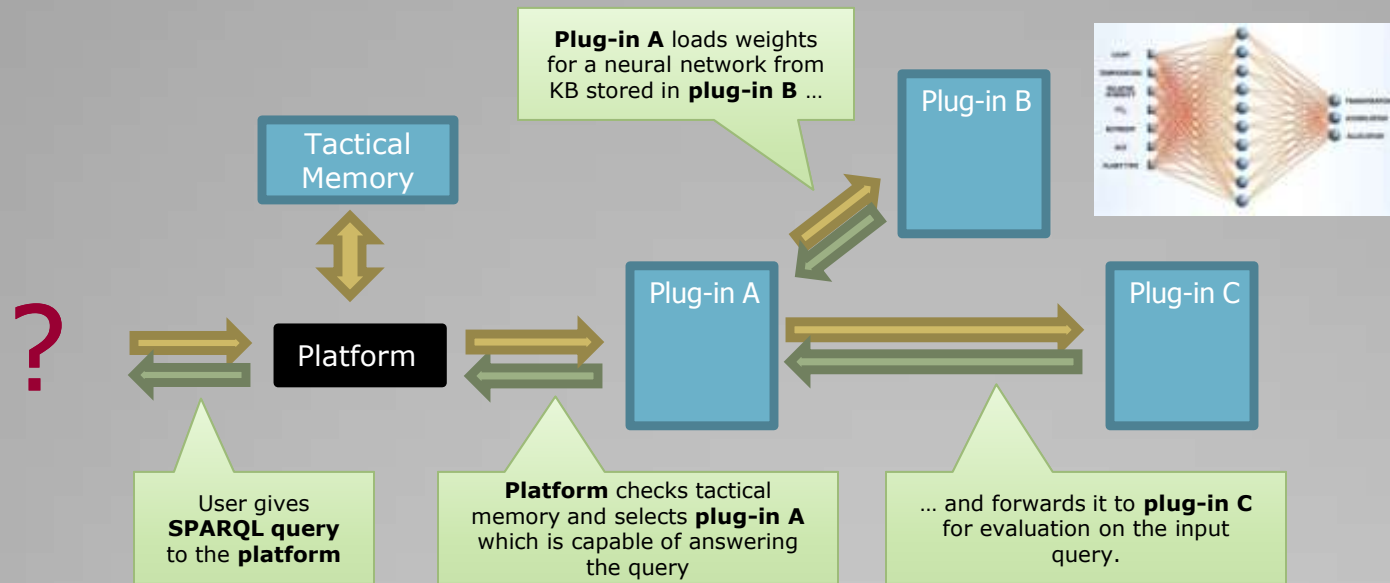 Plug-in A loads weights
for a neural network from
KB stored in plug-in B …
Plug-in B
Tactical
Memory
Plug-in A
Plug-in C
?
Platform
User gives
SPARQL query
to the platform
Platform checks tactical
memory and selects plug-in A
which is capable of answering
the query
… and forwards it to plug-in C
for evaluation on the input
query.